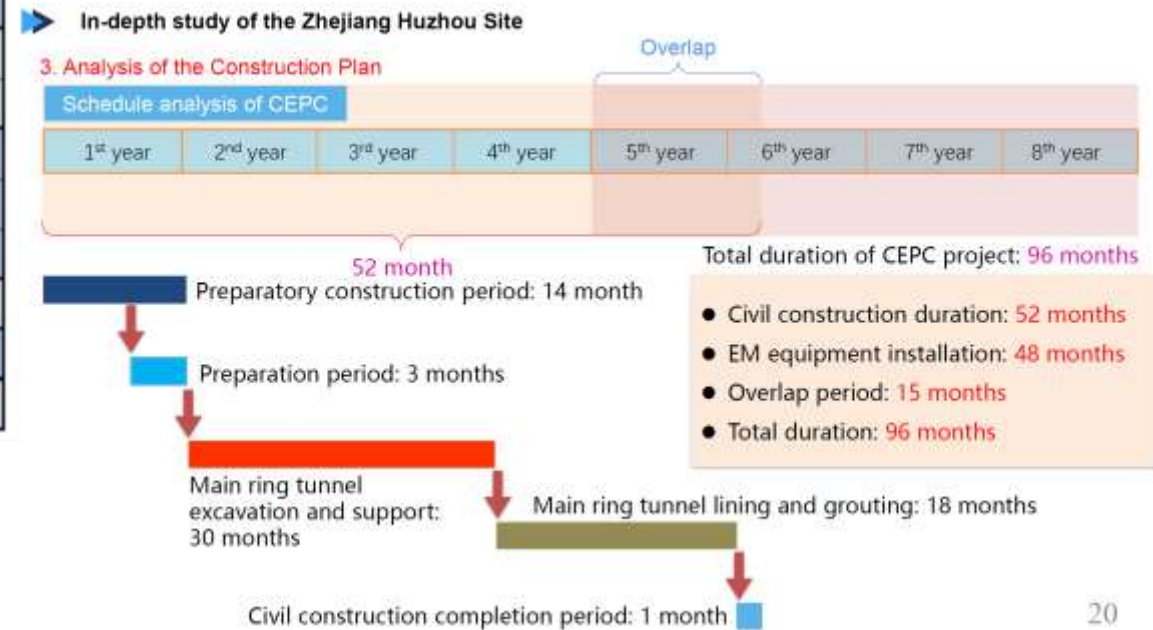 In-depth study of the Zhejiang Huzhou Site
Overlap
3. Analysis of the Construction Plan
Schedule analysis of CEPC
1st year 2nd year 3rd year 4th year 5th year 6th year 7th year 8th year
52 month
Total duration of CEPC project: 96 months
Preparatory construction period: 14 month
● Civil construction duration: 52 months
● EM equipment installation: 48 months
● Overlap period: 15 months
● Total duration: 96 months
Preparation period: 3 months
Main ring tunnel
excavation and support:
30 months
Main ring tunnel lining and grouting: 18 months
Civil construction completion period: 1 month
20